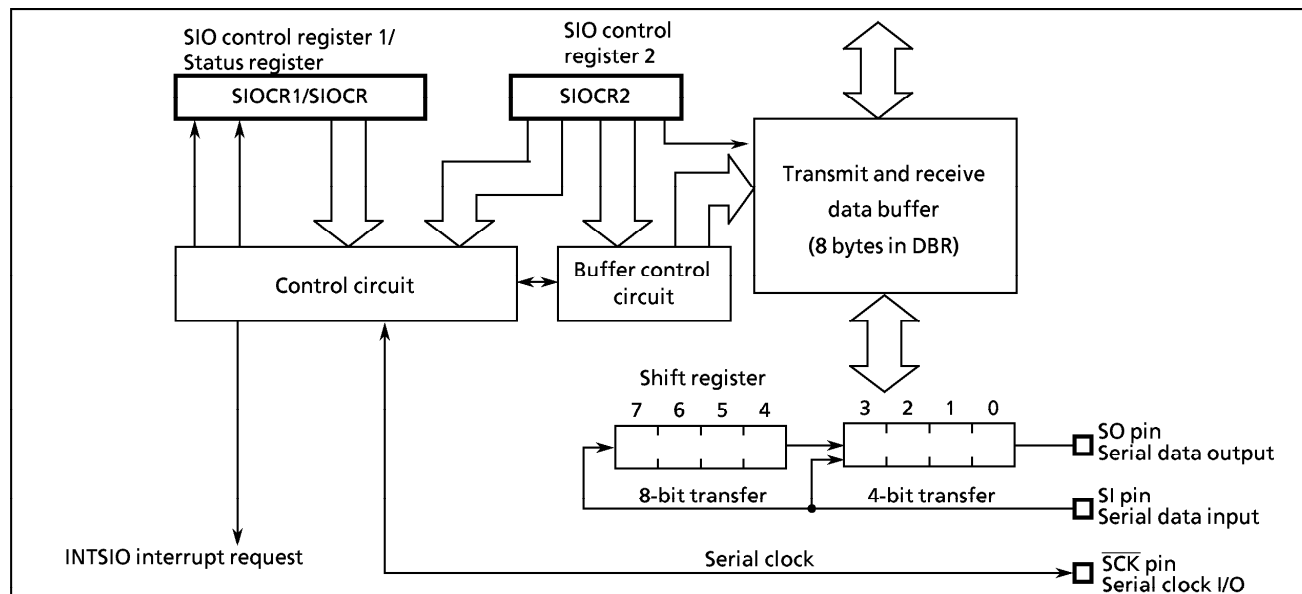 SIO control register 1/
Status register
SIOCR1/SIOCR
SIO control
register 2
SIOCR2
Transmit and receive
data buffer
(8 bytes in DBR)
Control circuit
Buffer control
circuit
Shift register
7 6 5 4
3 2 1 0
SO pin
Serial data output
8-bit transfer
4-bit transfer
SI pin
Serial data input
INTSIO interrupt request
Serial clock
S̅C̅K̅ pin
Serial clock I/O